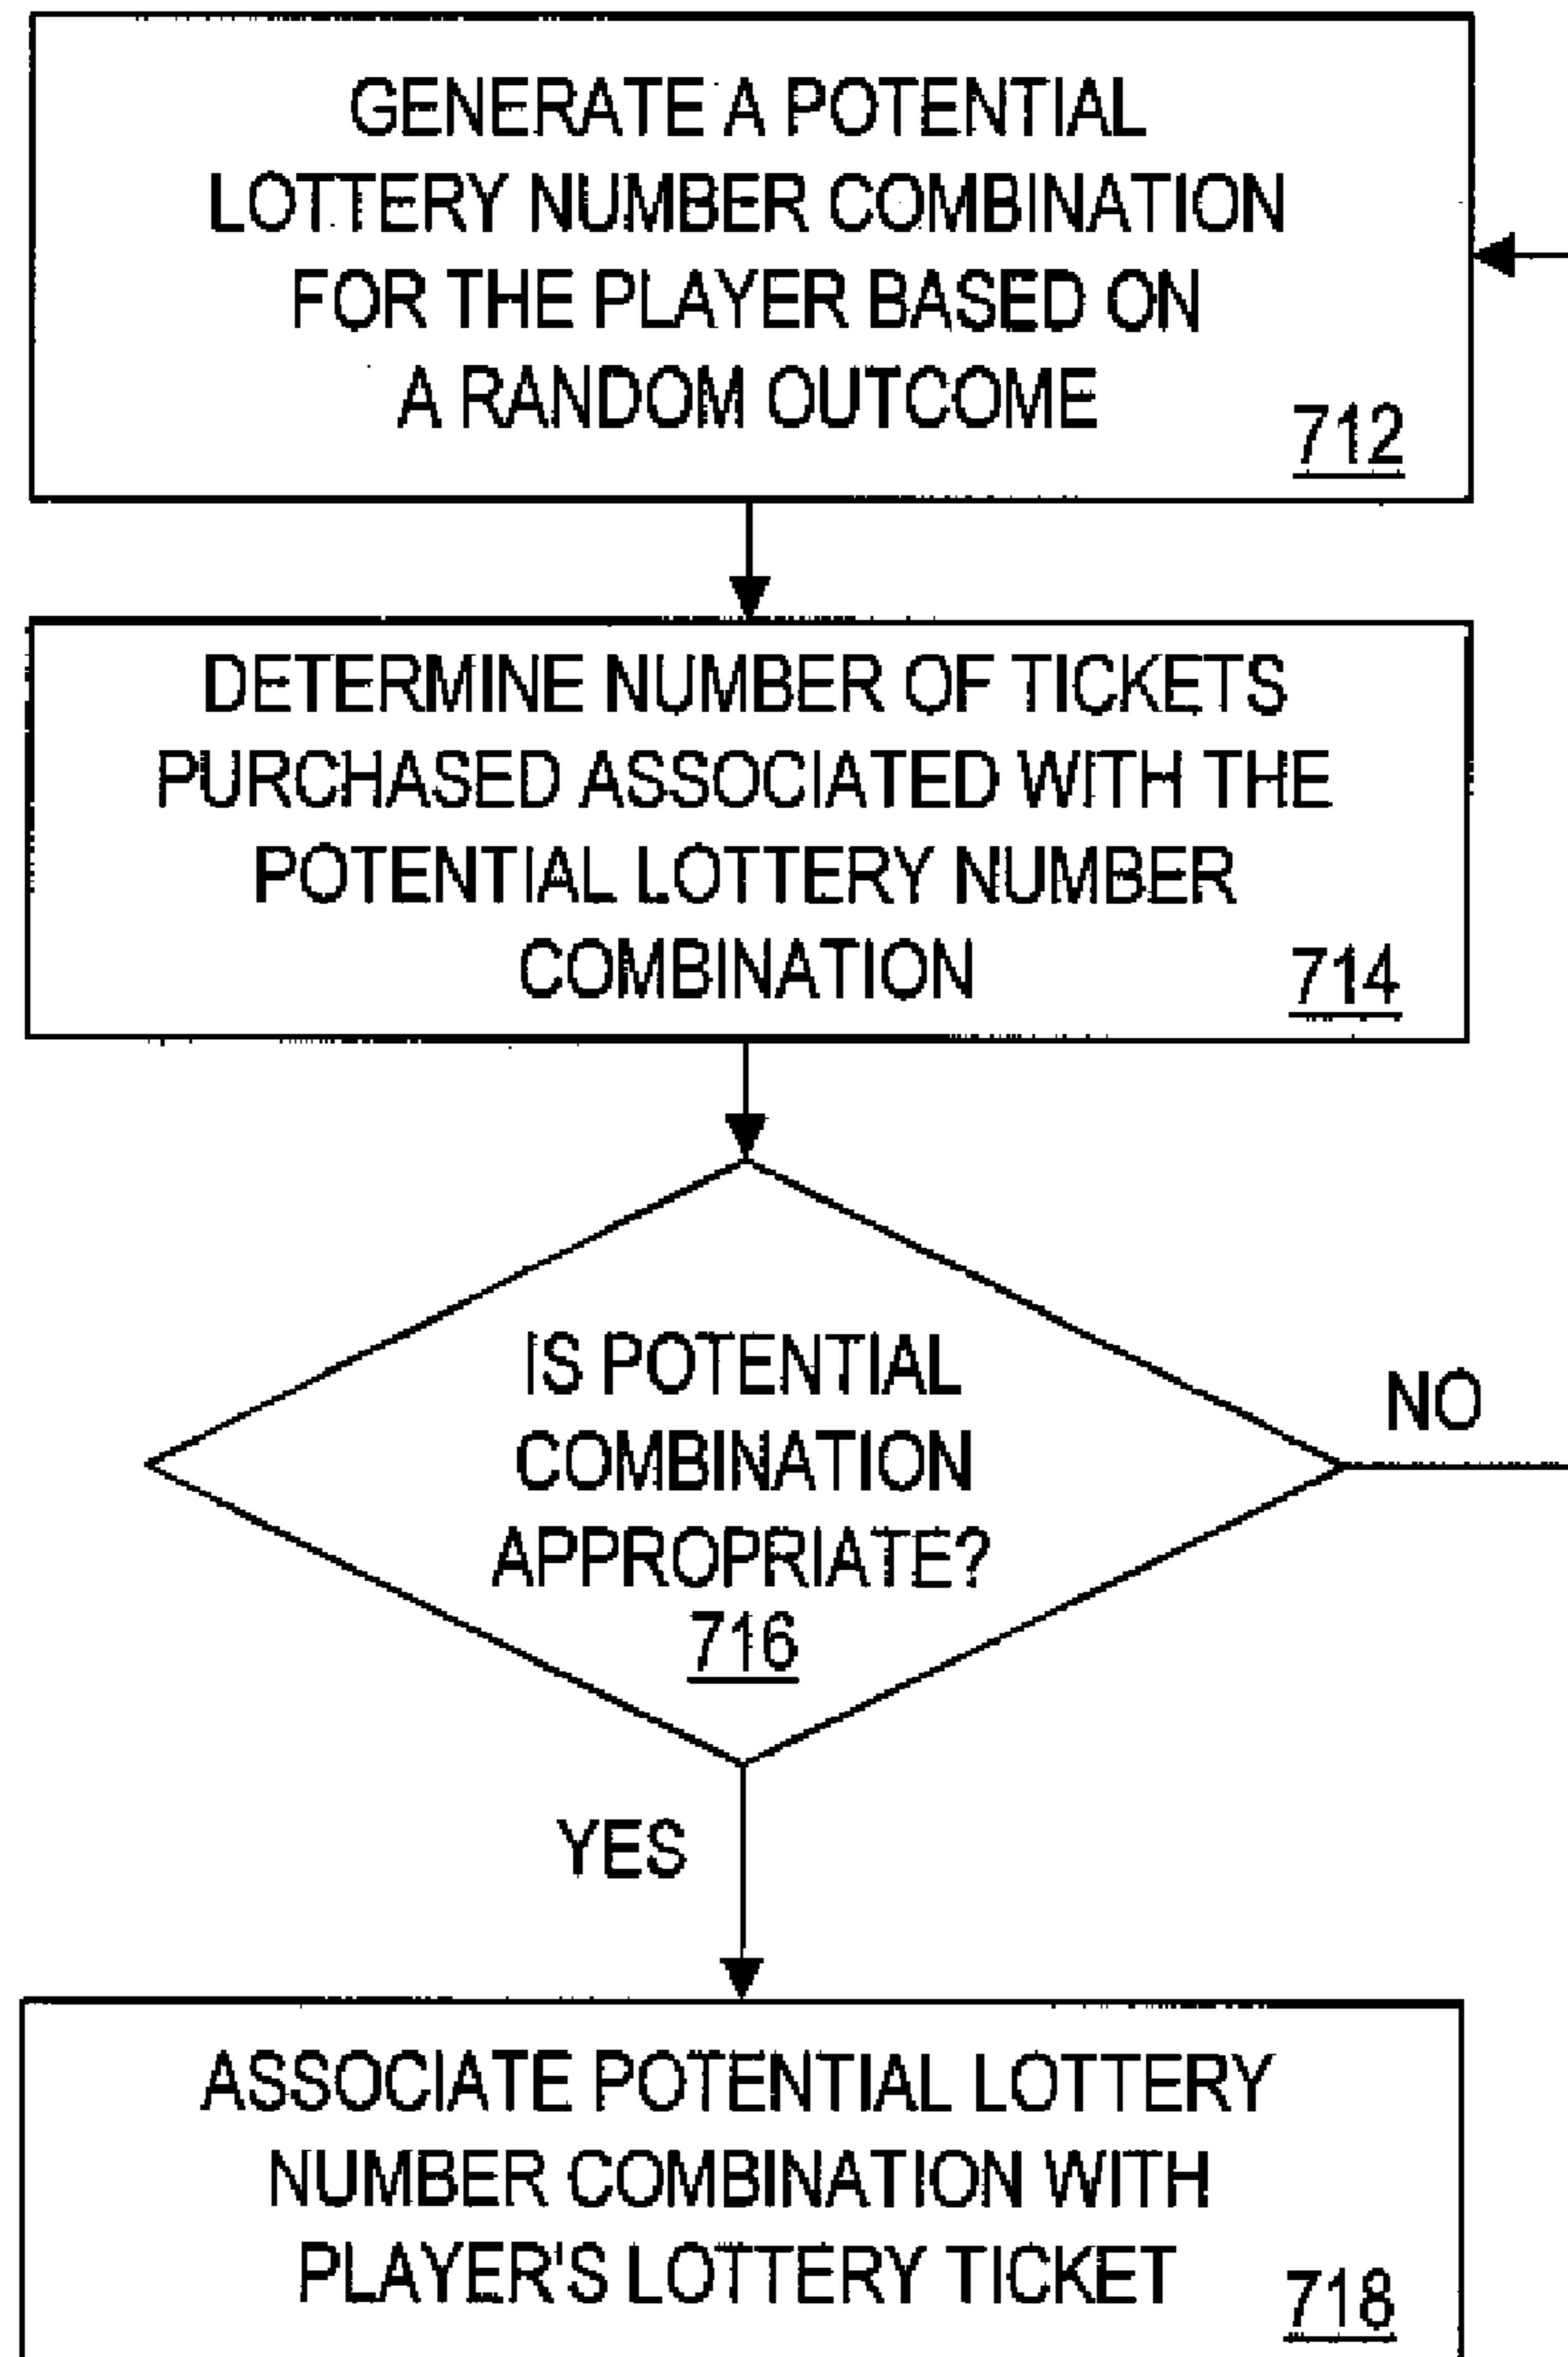 GENERATE A POTENTIAL
LOTTERY NUMBER COMBINATION
FOR THE PLAYER BASED ON
A RANDOM OUTCOME
712
DETERMINE NUMBER OF TICKETS
PURCHASED ASSOCIATED WITH THE
POTENTIAL LOTTERY NUMBER
COMBINATION
714
IS POTENTIAL
COMBINATION
APPROPRIATE?
716
NO
YES
ASSOCIATE POTENTIAL LOTTERY
NUMBER COMBINATION WITH
PLAYER'S LOTTERY TICKET
718